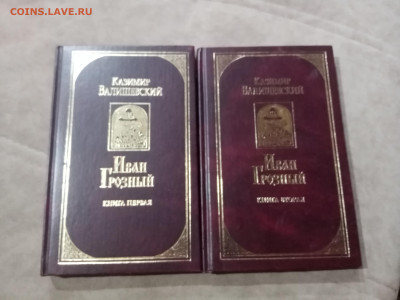 COINS.LAVE.RU
КАЗИМИР
ВАЛИШЕВСКИЙ
ИВАН
ГРОЗНЫЙ
КНИГА ПЕРВАЯ
КАЗИМИР
ВАЛИШЕВСКИЙ
ИВАН
ГРОЗНЫЙ
КНИГА ВТОРАЯ